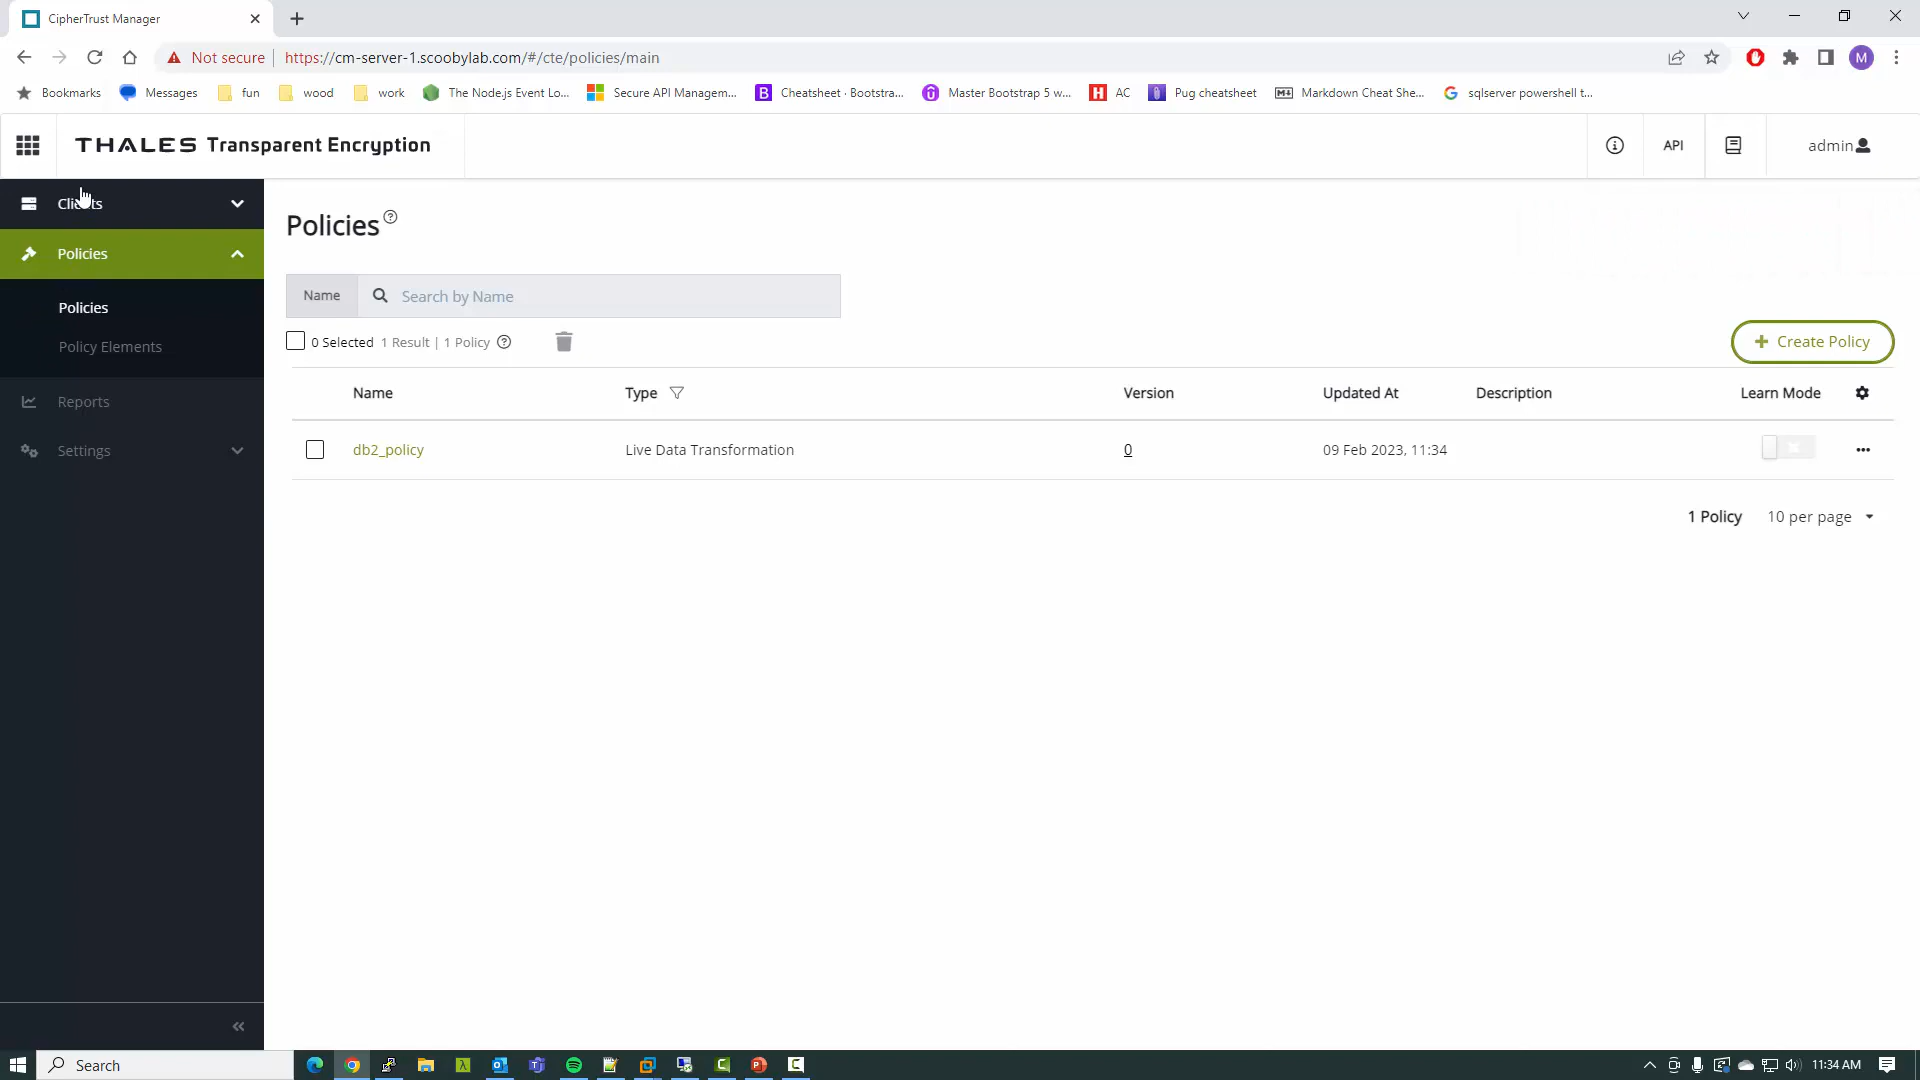 CipherTrust Manager
Not secure
https://cm-server-1.scoobylab.com/#/cte/policies/main
M
Bookmarks
Messages
fun
wood
work
The Node.js Event Lo...
Secure API Managem...
B
Cheatsheet · Bootstra...
Master Bootstrap 5 w...
H
AC
Pug cheatsheet
Markdown Cheat She...
sqlserver powershell t...
THALES Transparent Encryption
API
admin
Clients
Policies
Policies
Policy Elements
Reports
Settings
Policies
Name
Search by Name
0 Selected 1 Result | 1 Policy
+ Create Policy
Name
Type
Version
Updated At
Description
Learn Mode
db2_policy
Live Data Transformation
0
09 Feb 2023, 11:34
1 Policy
10 per page
Search
11:34 AM